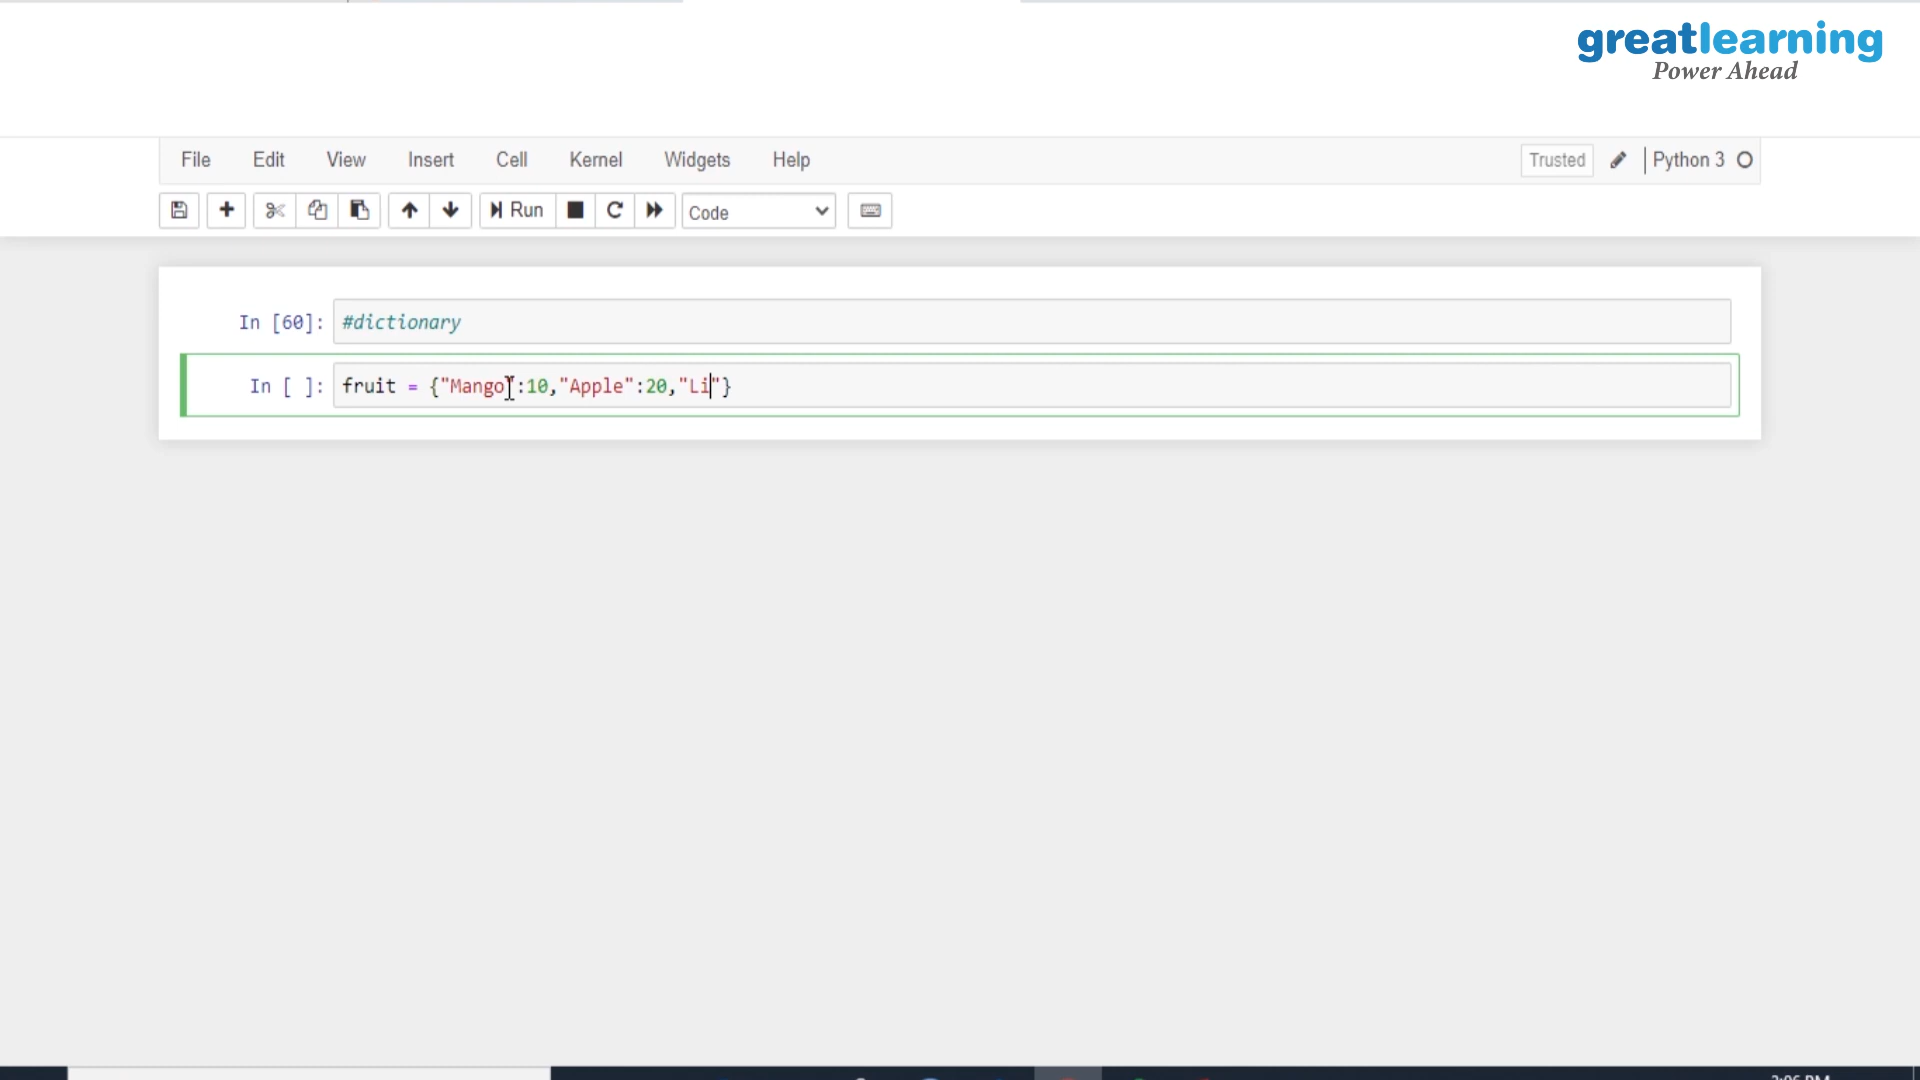 greatlearning
Power Ahead
File Edit View Insert Cell Kernel Widgets Help Trusted Python 3
Run Code
In [60]: #dictionary
In [ ]: fruit = {"Mango":10,"Apple":20,"Li"}